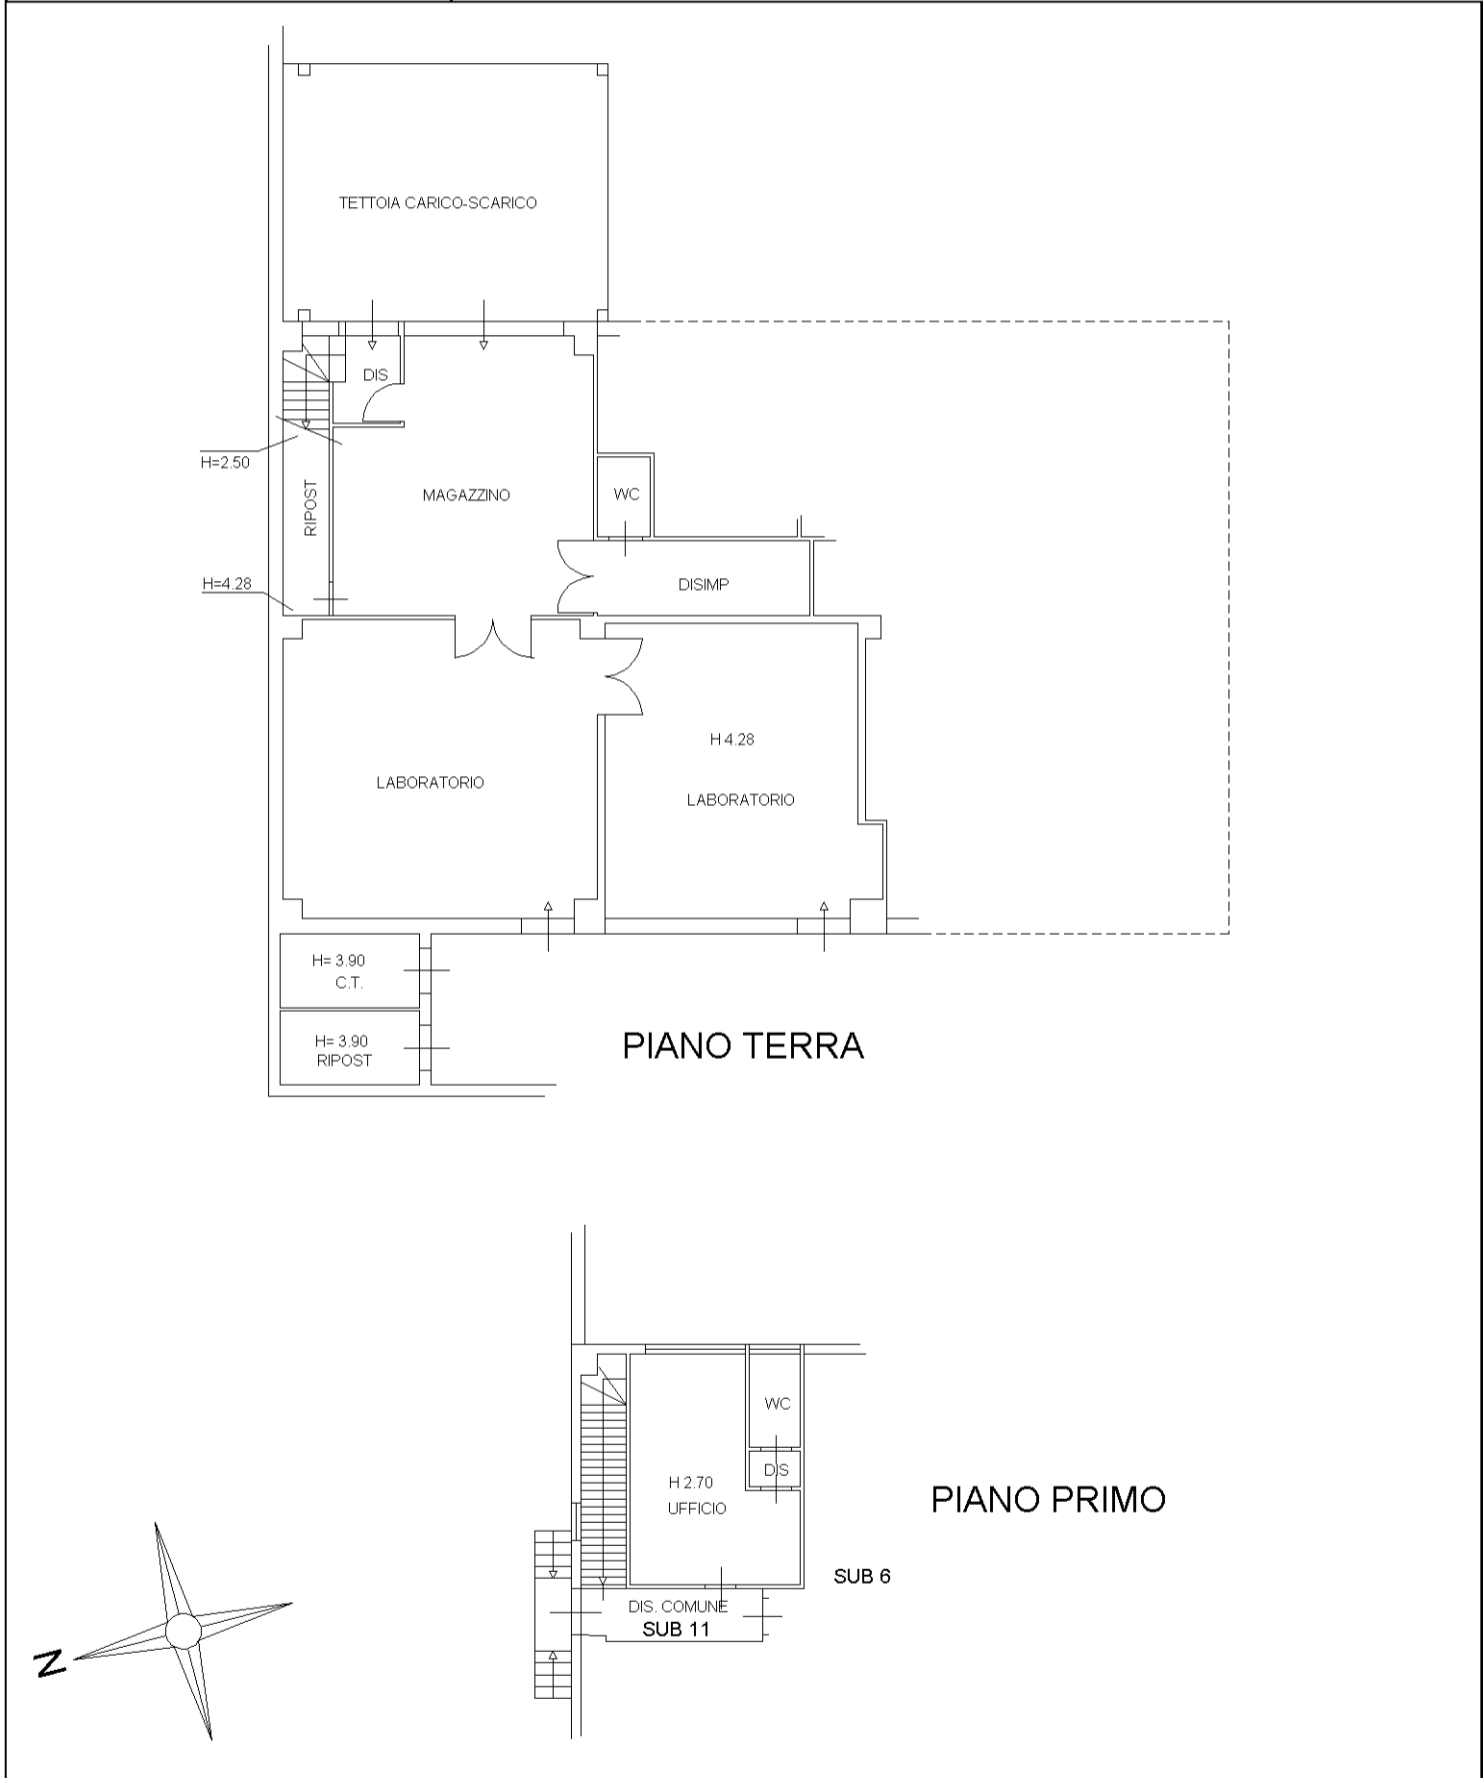 TETTOIA CARICO-SCARICO
DIS
H=2.50
MAGAZZINO
WC
RIPOST
H=4.28
DISIMP
H 4.28
LABORATORIO
LABORATORIO
H= 3.90
C.T.
H= 3.90
RIPOST
PIANO TERRA
WC
DIS
H 2.70
UFFICIO
PIANO PRIMO
SUB 6
DIS. COMUNE
SUB 11
N